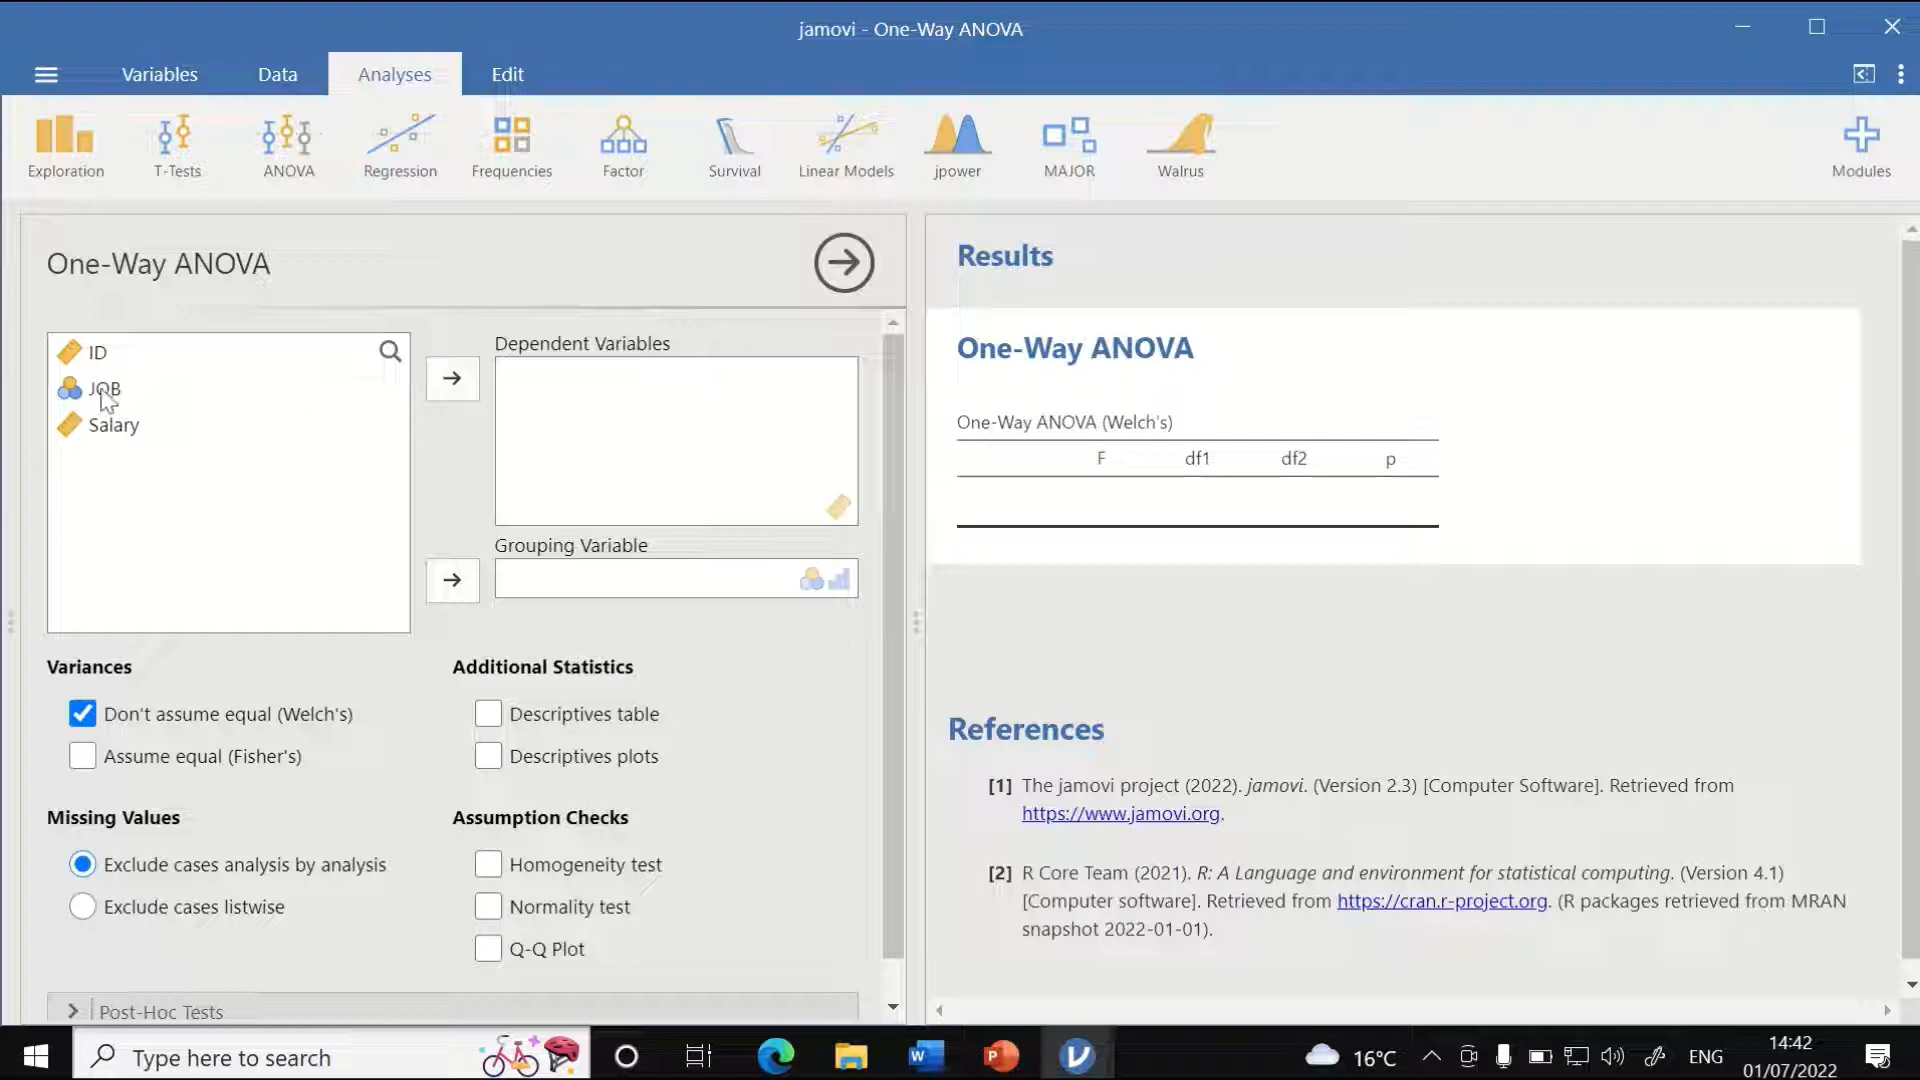 jamovi - One-Way ANOVA
Variables Data Analyses Edit
Exploration T-Tests ANOVA Regression Frequencies Factor Survival Linear Models jpower MAJOR Walrus Modules
One-Way ANOVA
ID
JOB
Salary
Dependent Variables
Grouping Variable
Variances
Don't assume equal (Welch's)
Assume equal (Fisher's)
Additional Statistics
Descriptives table
Descriptives plots
Missing Values
Exclude cases analysis by analysis
Exclude cases listwise
Assumption Checks
Homogeneity test
Normality test
Q-Q Plot
Post-Hoc Tests
Results
One-Way ANOVA
One-Way ANOVA (Welch's)
F df1 df2 p
References
[1] The jamovi project (2022). jamovi. (Version 2.3) [Computer Software]. Retrieved from
https://www.jamovi.org.
[2] R Core Team (2021). R: A Language and environment for statistical computing. (Version 4.1)
[Computer software]. Retrieved from https://cran.r-project.org. (R packages retrieved from MRAN
snapshot 2022-01-01).
Type here to search
16°C
ENG
14:42
01/07/2022